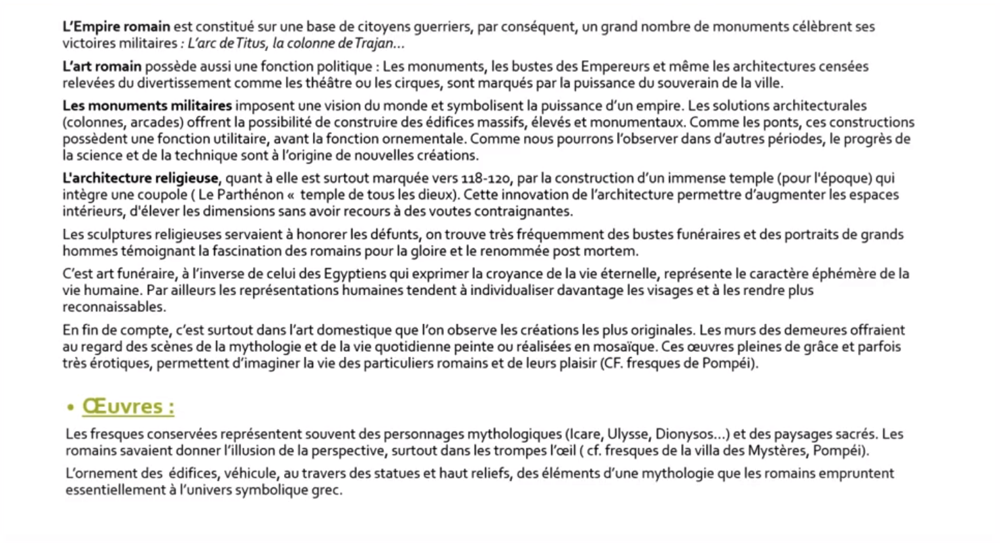 L’Empire romain est constitué sur une base de citoyens guerriers, par conséquent, un grand nombre de monuments célèbrent ses
victoires militaires : L’arc de Titus, la colonne de Trajan…
L’art romain possède aussi une fonction politique : Les monuments, les bustes des Empereurs et même les architectures censées
relevées du divertissement comme les théâtre ou les cirques, sont marqués par la puissance du souverain de la ville.
Les monuments militaires imposent une vision du monde et symbolisent la puissance d’un empire. Les solutions architecturales
(colonnes, arcades) offrent la possibilité de construire des édifices massifs, élevés et monumentaux. Comme les ponts, ces constructions
possèdent une fonction utilitaire, avant la fonction ornementale. Comme nous pourrons l’observer dans d’autres périodes, le progrès de
la science et de la technique sont à l’origine de nouvelles créations.
L'architecture religieuse, quant à elle est surtout marquée vers 118-120, par la construction d’un immense temple (pour l'époque) qui
intègre une coupole ( Le Parthénon « temple de tous les dieux). Cette innovation de l’architecture permettre d’augmenter les espaces
intérieurs, d'élever les dimensions sans avoir recours à des voutes contraignantes.
Les sculptures religieuses servaient à honorer les défunts, on trouve très fréquemment des bustes funéraires et des portraits de grands
hommes témoignant la fascination des romains pour la gloire et le renommée post mortem.
C’est art funéraire, à l’inverse de celui des Egyptiens qui exprimer la croyance de la vie éternelle, représente le caractère éphémère de la
vie humaine. Par ailleurs les représentations humaines tendent à individualiser davantage les visages et à les rendre plus
reconnaissables.
En fin de compte, c’est surtout dans l’art domestique que l’on observe les créations les plus originales. Les murs des demeures offraient
au regard des scènes de la mythologie et de la vie quotidienne peinte ou réalisées en mosaïque. Ces œuvres pleines de grâce et parfois
très érotiques, permettent d’imaginer la vie des particuliers romains et de leurs plaisir (CF. fresques de Pompéi).
• Œuvres :
Les fresques conservées représentent souvent des personnages mythologiques (Icare, Ulysse, Dionysos…) et des paysages sacrés. Les
romains savaient donner l’illusion de la perspective, surtout dans les trompes l’œil ( cf. fresques de la villa des Mystères, Pompéi).
L’ornement des édifices, véhicule, au travers des statues et haut reliefs, des éléments d’une mythologie que les romains empruntent
essentiellement à l’univers symbolique grec.